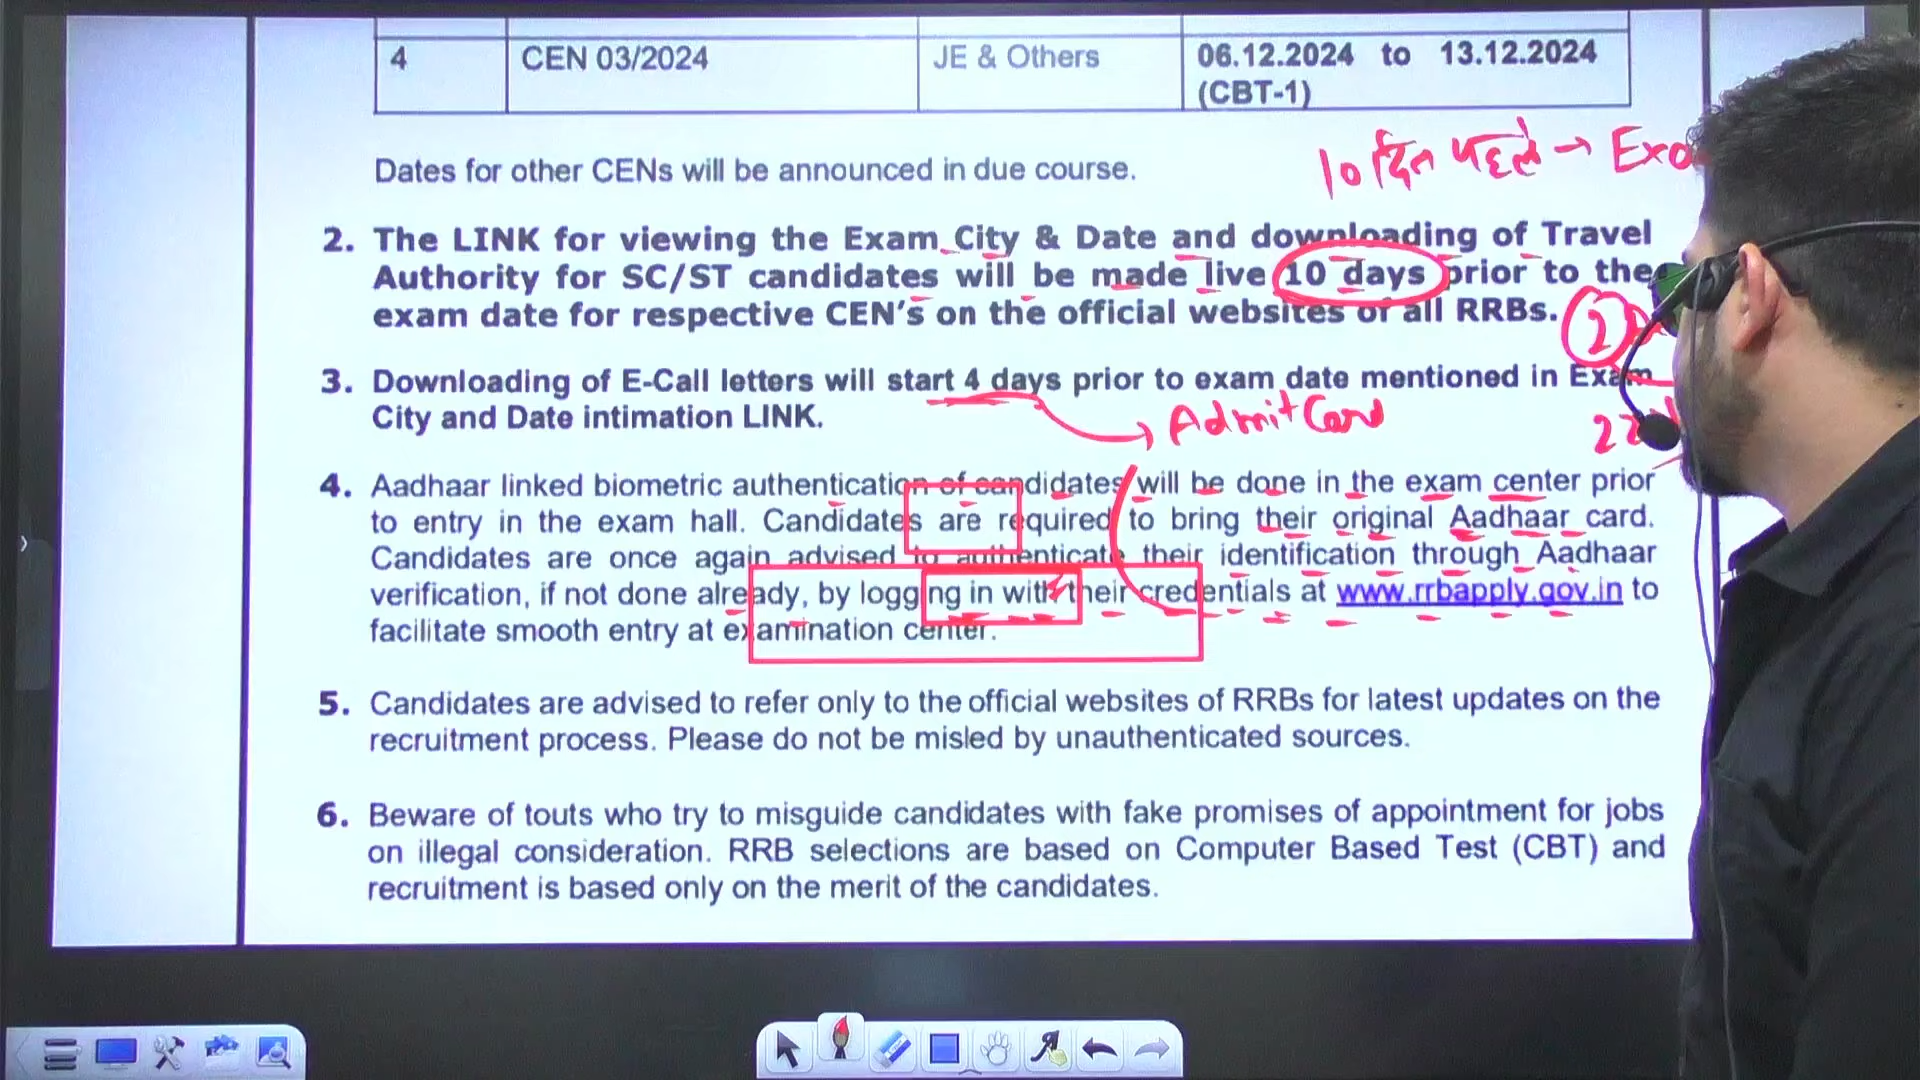 4 CEN 03/2024 JE & Others 06.12.2024 to 13.12.2024
(CBT-1)
10 दिन पहले → Exa
Dates for other CENs will be announced in due course.
2. The LINK for viewing the Exam City & Date and downloading of Travel
Authority for SC/ST candidates will be made live 10 days prior to the
exam date for respective CEN's on the official websites of all RRBs.
2
3. Downloading of E-Call letters will start 4 days prior to exam date mentioned in Exam
City and Date intimation LINK.
→ Admit Card
22
4. Aadhaar linked biometric authentication of candidates will be done in the exam center prior
to entry in the exam hall. Candidates are required to bring their original Aadhaar card.
Candidates are once again advised to authenticate their identification through Aadhaar
verification, if not done already, by logging in with their credentials at www.rrbapply.gov.in to
facilitate smooth entry at examination center.
5. Candidates are advised to refer only to the official websites of RRBs for latest updates on the
recruitment process. Please do not be misled by unauthenticated sources.
6. Beware of touts who try to misguide candidates with fake promises of appointment for jobs
on illegal consideration. RRB selections are based on Computer Based Test (CBT) and
recruitment is based only on the merit of the candidates.